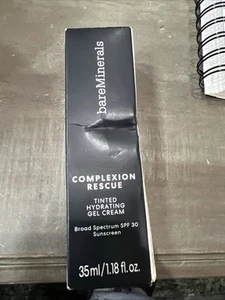 bareMinerals
COMPLEXION
RESCUE
TINTED
HYDRATING
GEL CREAM
Broad Spectrum SPF 30
Sunscreen
35ml/1.18 fl.oz.